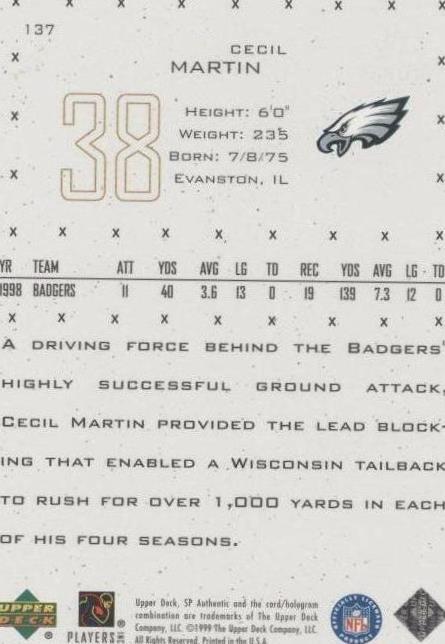 137
CECIL
MARTIN
38
HEIGHT: 6'0"
WEIGHT: 235
BORN: 7/8/75
EVANSTON, IL
YR TEAM ATT YDS AVG LG TD REC YDS AVG LG TD
1998 BADGERS 11 40 3.6 13 0 19 139 7.3 12 0
A DRIVING FORCE BEHIND THE BADGERS'
HIGHLY SUCCESSFUL GROUND ATTACK,
CECIL MARTIN PROVIDED THE LEAD BLOCK-
ING THAT ENABLED A WISCONSIN TAILBACK
TO RUSH FOR OVER 1,000 YARDS IN EACH
OF HIS FOUR SEASONS.
UPPER
DECK
PLAYERS INC
Upper Deck, SP Authentic and the card/hologram
combination are trademarks of The Upper Deck
Company, LLC. ©1999 The Upper Deck Company, LLC.
All Rights Reserved. Printed in the U.S.A.
OFFICIALLY LICENSED
NFL